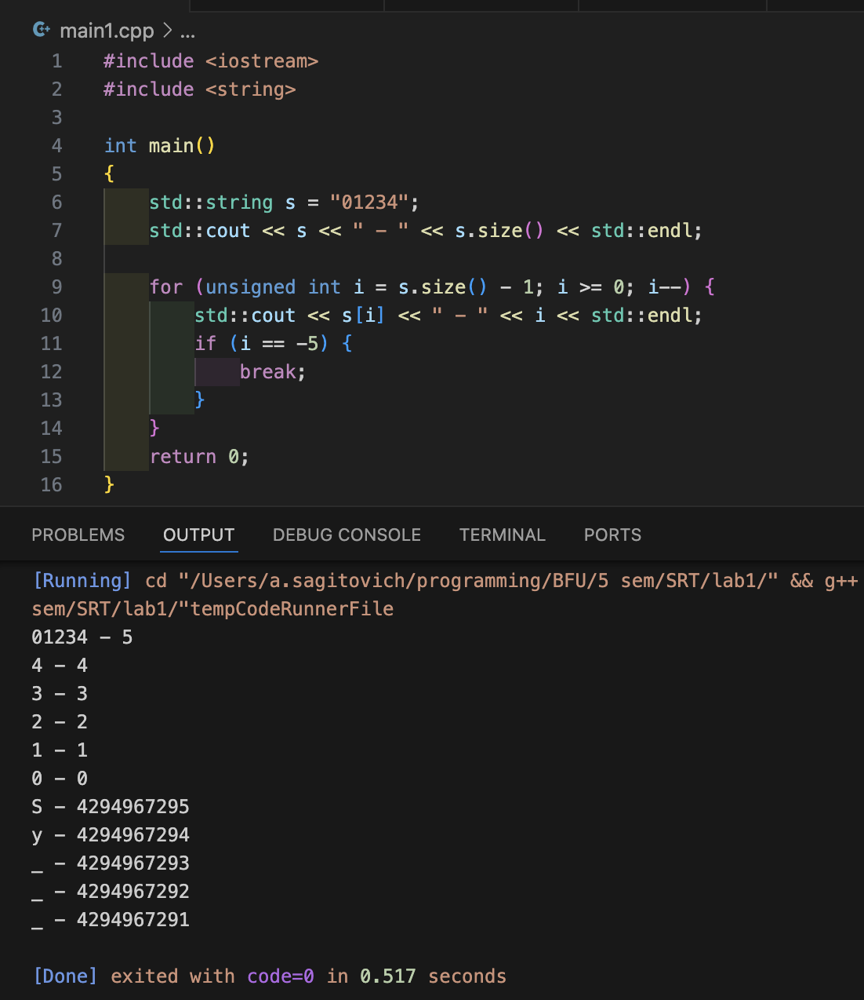 main1.cpp > ...
1 #include <iostream>
2 #include <string>
3
4 int main()
5 {
6     std::string s = "01234";
7     std::cout << s << " - " << s.size() << std::endl;
8
9     for (unsigned int i = s.size() - 1; i >= 0; i--) {
10         std::cout << s[i] << " - " << i << std::endl;
11         if (i == -5) {
12             break;
13         }
14     }
15     return 0;
16 }
PROBLEMS OUTPUT DEBUG CONSOLE TERMINAL PORTS
[Running] cd "/Users/a.sagitovich/programming/BFU/5 sem/SRT/lab1/" && g++
sem/SRT/lab1/"tempCodeRunnerFile
01234 - 5
4 - 4
3 - 3
2 - 2
1 - 1
0 - 0
S - 4294967295
y - 4294967294
_ - 4294967293
_ - 4294967292
_ - 4294967291
[Done] exited with code=0 in 0.517 seconds